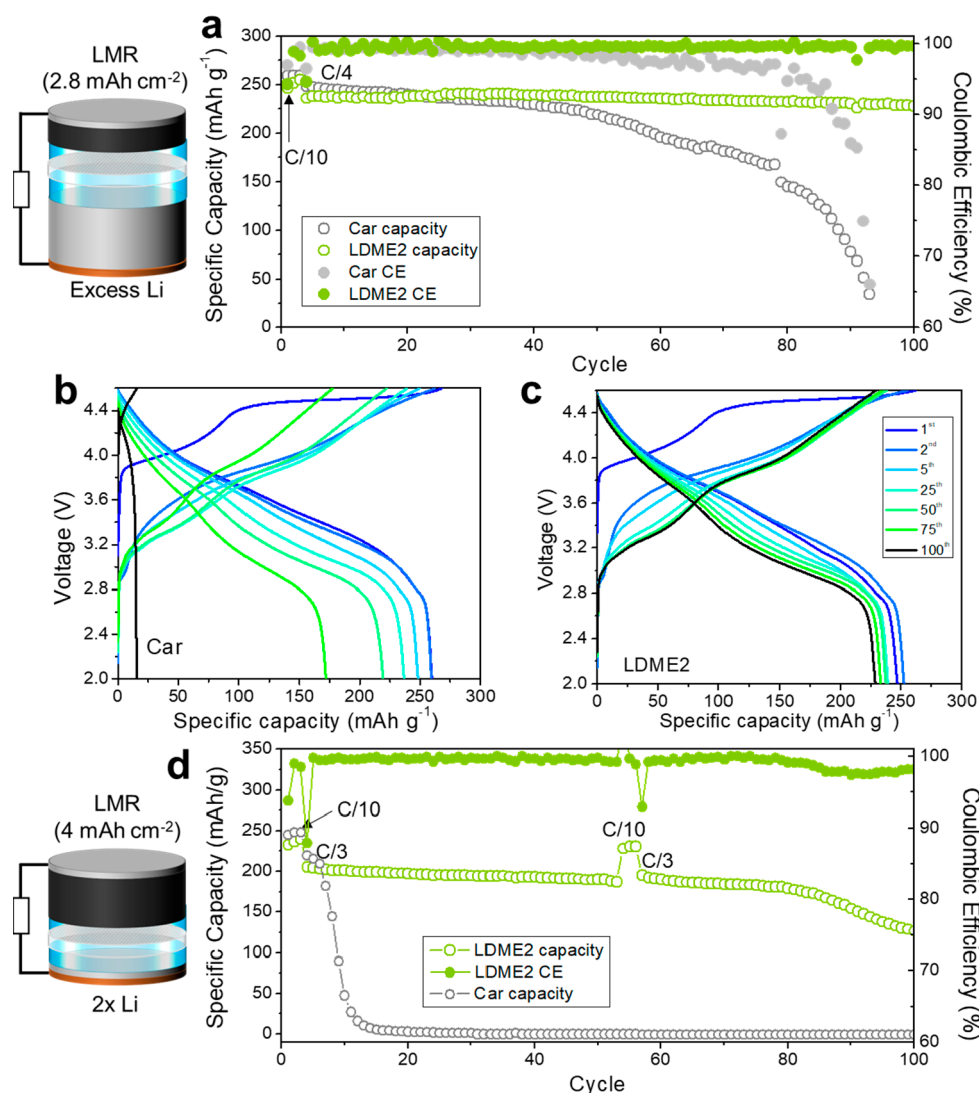 a
LMR
(2.8 mAh cm⁻²)
Excess Li
Specific Capacity (mAh g⁻¹)
300
250
200
150
100
50
0
C/4
C/10
Car capacity
LDME2 capacity
Car CE
LDME2 CE
0
20
40
60
80
100
Cycle
100
90
80
70
60
Coulombic Efficiency (%)
b
Voltage (V)
4.4
4.0
3.6
3.2
2.8
2.4
2.0
Car
0
50
100
150
200
250
300
Specific capacity (mAh g⁻¹)
c
Voltage (V)
4.4
4.0
3.6
3.2
2.8
2.4
2.0
1st
2nd
5th
25th
50th
75th
100th
LDME2
0
50
100
150
200
250
300
Specific capacity (mAh g⁻¹)
d
LMR
(4 mAh cm⁻²)
2x Li
Specific Capacity (mAh/g)
350
300
250
200
150
100
50
0
C/10
C/3
C/10
C/3
LDME2 capacity
LDME2 CE
Car capacity
0
20
40
60
80
100
Cycle
100
90
80
70
60
Coulombic Efficiency (%)